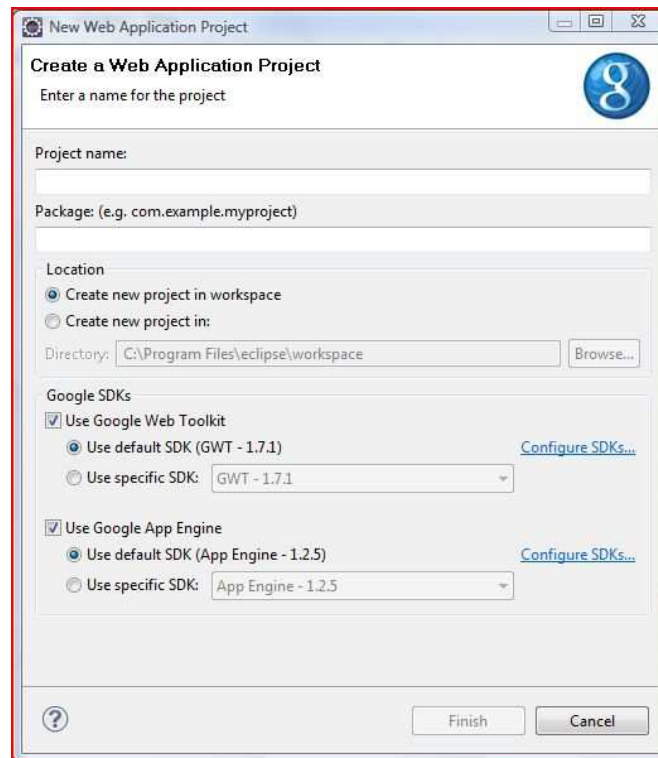 New Web Application Project
Create a Web Application Project
Enter a name for the project
g
Project name:
Package: (e.g. com.example.myproject)
Location
Create new project in workspace
Create new project in:
Directory: C:\Program Files\eclipse\workspace Browse...
Google SDKs
Use Google Web Toolkit
Use default SDK (GWT - 1.7.1) Configure SDKs...
Use specific SDK: GWT - 1.7.1
Use Google App Engine
Use default SDK (App Engine - 1.2.5) Configure SDKs...
Use specific SDK: App Engine - 1.2.5
? Finish Cancel